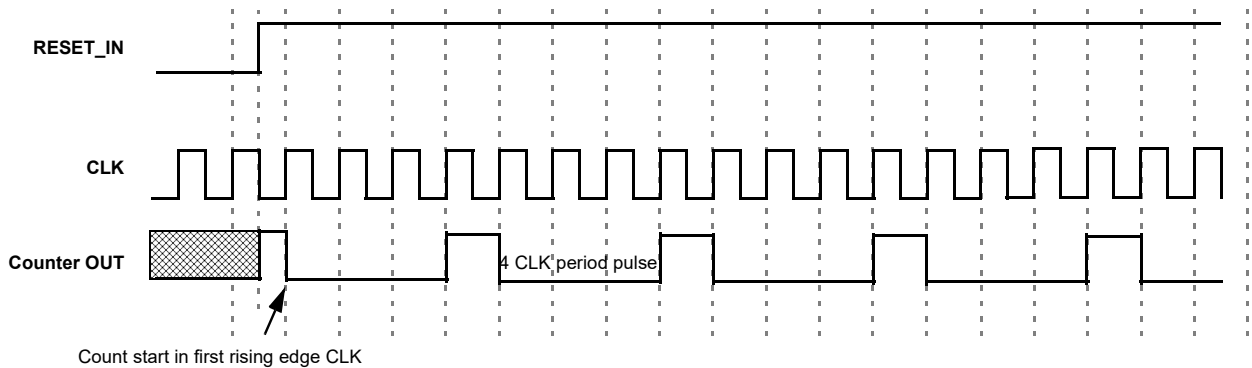 RESET_IN
CLK
Counter OUT
4 CLK period pulse
Count start in first rising edge CLK